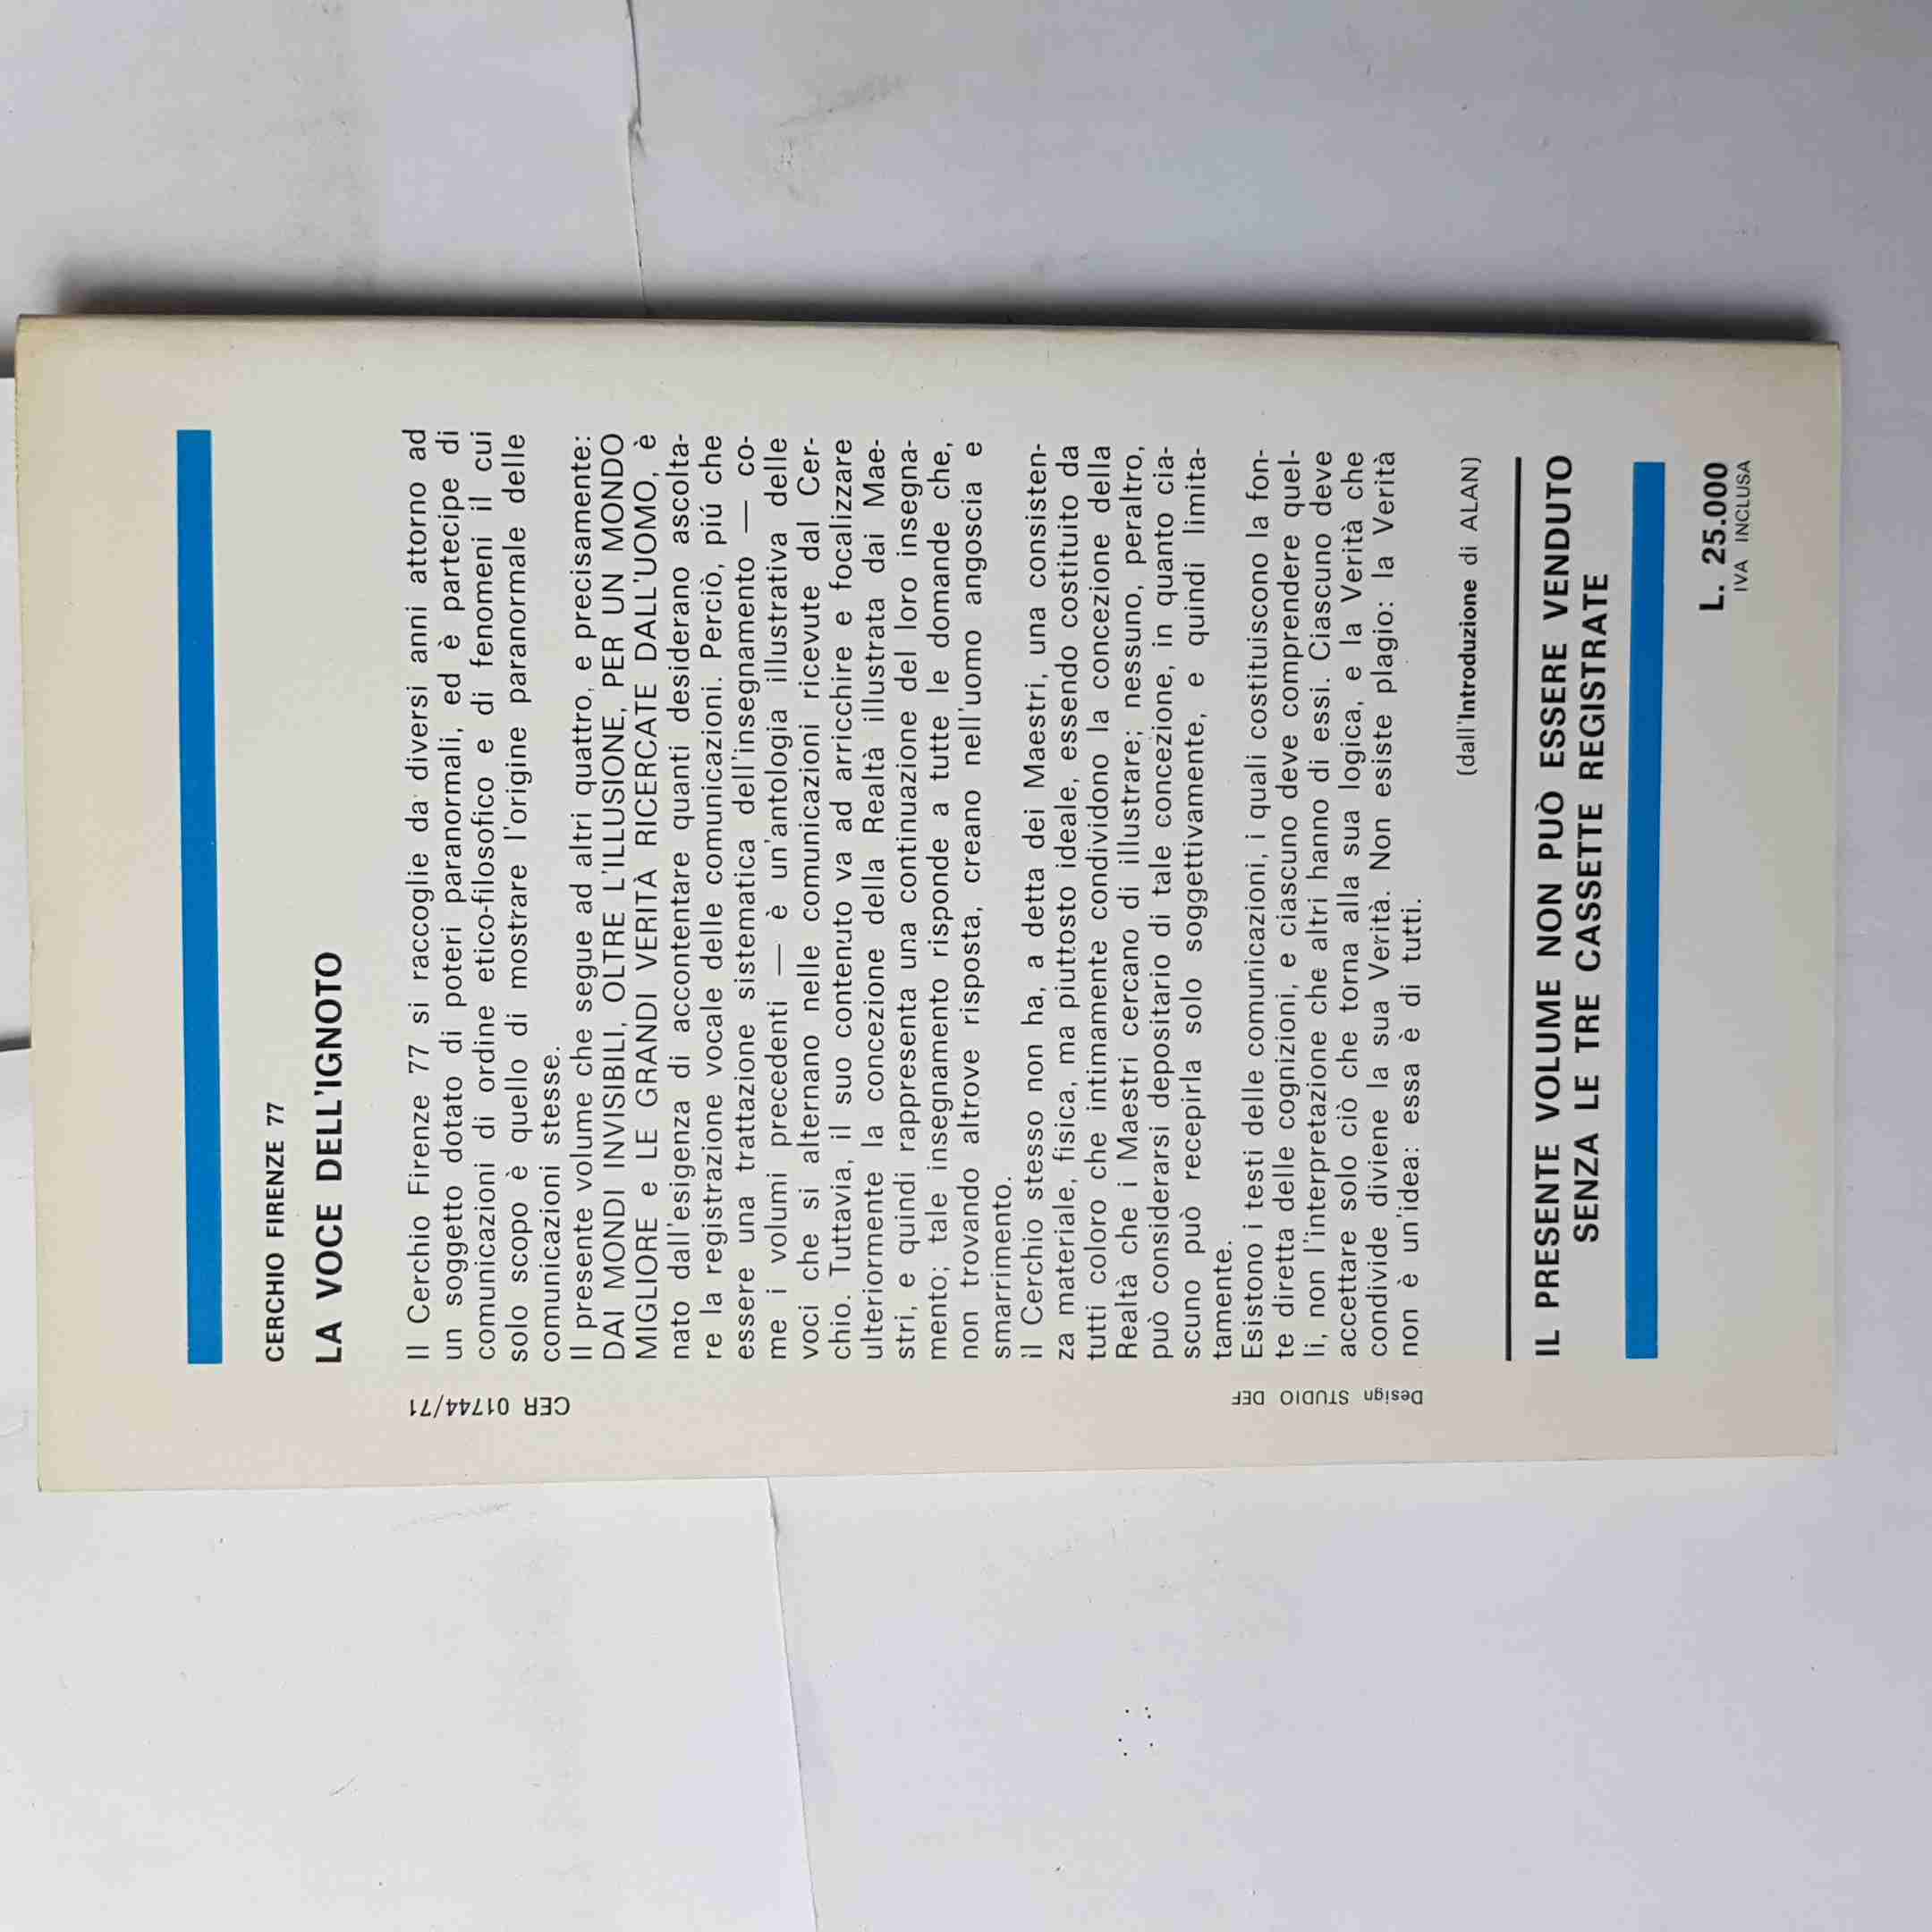 CERCHIO FIRENZE 77
LA VOCE DELL'IGNOTO
Il Cerchio Firenze 77 si raccoglie da diversi anni attorno ad
un soggetto dotato di poteri paranormali, ed è partecipe di
comunicazioni di ordine etico-filosofico e di fenomeni il cui
solo scopo è quello di mostrare l'origine paranormale delle
comunicazioni stesse.
Il presente volume che segue ad altri quattro, e precisamente:
DAI MONDI INVISIBILI, OLTRE L'ILLUSIONE, PER UN MONDO
MIGLIORE e LE GRANDI VERITÀ RICERCATE DALL'UOMO, è
nato dall'esigenza di accontentare quanti desiderano ascolta-
re la registrazione vocale delle comunicazioni. Perciò, piú che
essere una trattazione sistematica dell'insegnamento — co-
me i volumi precedenti — è un'antologia illustrativa delle
voci che si alternano nelle comunicazioni ricevute dal Cer-
chio. Tuttavia, il suo contenuto va ad arricchire e focalizzare
ulteriormente la concezione della Realtà illustrata dai Mae-
stri, e quindi rappresenta una continuazione del loro insegna-
mento; tale insegnamento risponde a tutte le domande che,
non trovando altrove risposta, creano nell'uomo angoscia e
smarrimento.
il Cerchio stesso non ha, a detta dei Maestri, una consisten-
za materiale, fisica, ma piuttosto ideale, essendo costituito da
tutti coloro che intimamente condividono la concezione della
Realtà che i Maestri cercano di illustrare; nessuno, peraltro,
può considerarsi depositario di tale concezione, in quanto cia-
scuno può recepirla solo soggettivamente, e quindi limita-
tamente.
Esistono i testi delle comunicazioni, i quali costituiscono la fon-
te diretta delle cognizioni, e ciascuno deve comprendere quel-
li, non l'interpretazione che altri hanno di essi. Ciascuno deve
accettare solo ciò che torna alla sua logica, e la Verità che
condivide diviene la sua Verità. Non esiste plagio: la Verità
non è un'idea: essa è di tutti.
(dall'Introduzione di ALAN)
IL PRESENTE VOLUME NON PUÒ ESSERE VENDUTO
SENZA LE TRE CASSETTE REGISTRATE
L. 25.000
IVA INCLUSA
CER 01744/71
Design STUDIO DEF